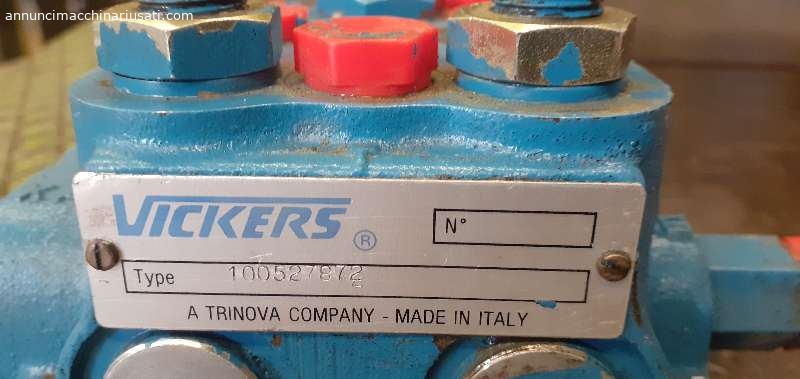 annuncimacchinariusati.com
VICKERS ®
N°
Type 100527872
A TRINOVA COMPANY - MADE IN ITALY